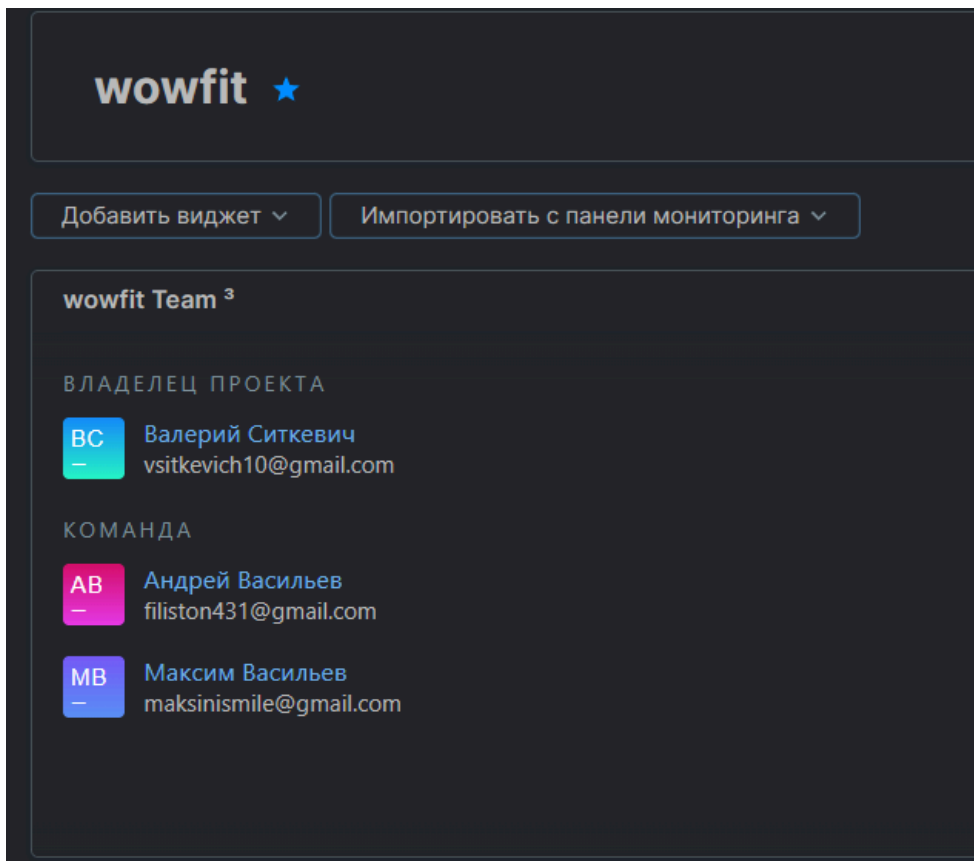 wowfit
Добавить виджет
Импортировать с панели мониторинга
wowfit Team ³
ВЛАДЕЛЕЦ ПРОЕКТА
ВС
Валерий Ситкевич
vsitkevich10@gmail.com
КОМАНДА
АВ
Андрей Васильев
filiston431@gmail.com
МВ
Максим Васильев
maksinismile@gmail.com